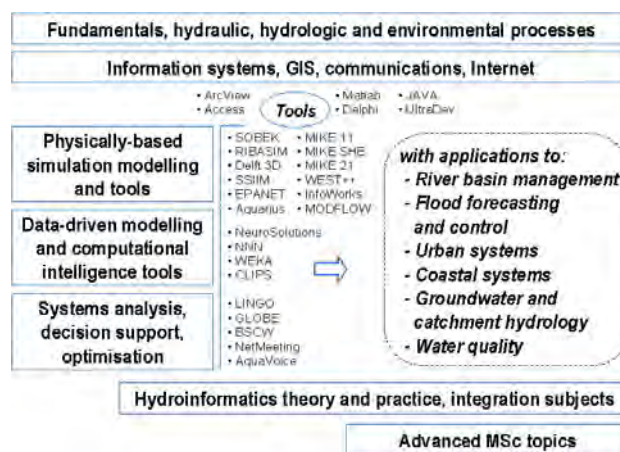 Fundamentals, hydraulic, hydrologic and environmental processes
Information systems, GIS, communications, Internet
• ArcView
• Access
Tools
• Matlab
• Delphi
• JAVA
• UltraDev
Physically-based
simulation modelling
and tools
• SOBEK
• RIBASIM
• Delft 3D
• SSIIM
• EPANET
• Aquarius
• MIKE 11
• MIKE SHE
• MIKE 21
• WEST++
• InfoWorks
• MODFLOW
Data-driven modelling
and computational
intelligence tools
• NeuroSolutions
• NNN
• WEKA
• CLIPS
Systems analysis,
decision support,
optimisation
• LINGO
• GLOBE
• BSCW
• NetMeeting
• AquaVoice
with applications to:
- River basin management
- Flood forecasting
and control
- Urban systems
- Coastal systems
- Groundwater and
catchment hydrology
- Water quality
Hydroinformatics theory and practice, integration subjects
Advanced MSc topics